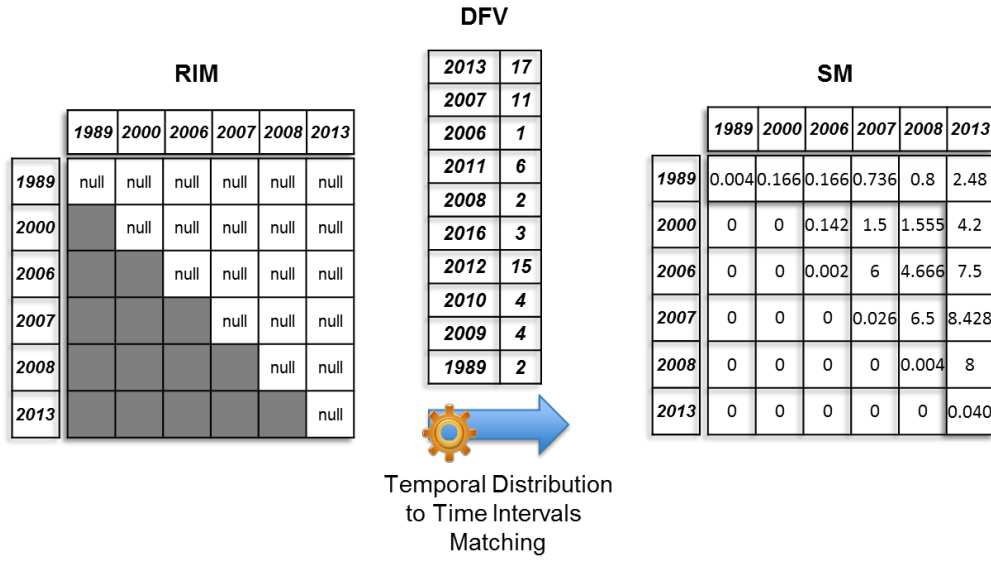 DFV
RIM
SM
1989 2000 2006 2007 2008 2013
1989 null null null null null null
2000 null null null null null
2006 null null null null
2007 null null null
2008 null null
2013 null
2013 17
2007 11
2006 1
2011 6
2008 2
2016 3
2012 15
2010 4
2009 4
1989 2
Temporal Distribution
to Time Intervals
Matching
1989 2000 2006 2007 2008 2013
1989 0.004 0.166 0.166 0.736 0.8 2.48
2000 0 0 0.142 1.5 1.555 4.2
2006 0 0 0.002 6 4.666 7.5
2007 0 0 0 0.026 6.5 8.428
2008 0 0 0 0 0.004 8
2013 0 0 0 0 0 0.040